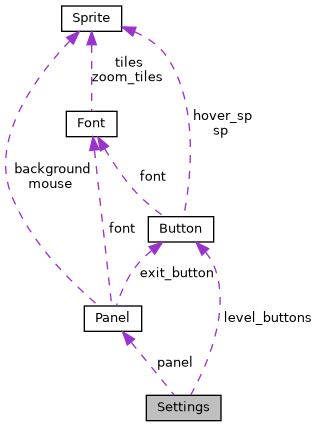 Sprite
tiles
zoom_tiles
hover_sp
sp
Font
background
mouse
font
font
Button
exit_button
Panel
level_buttons
panel
Settings